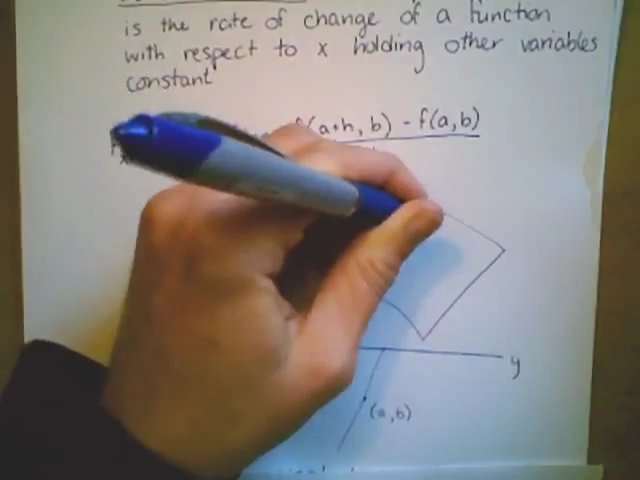 is the rate of change of a function
with respect to x holding other variables
constant
f(a+h, b) - f(a,b)
y
(a,b)